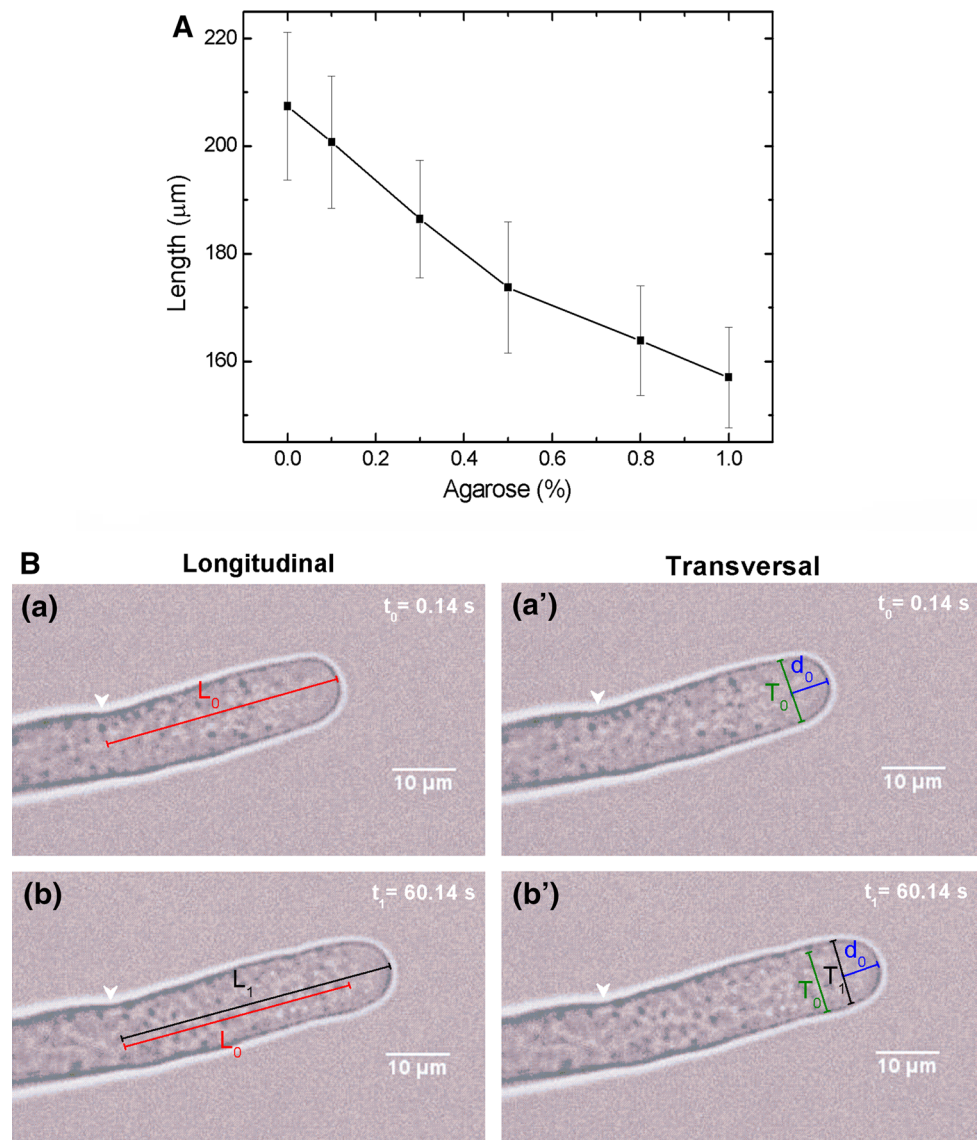 A
220
200
180
160
Length (μm)
0.0 0.2 0.4 0.6 0.8 1.0
Agarose (%)
B
Longitudinal
Transversal
(a)
t₀= 0.14 s
L₀
10 μm
(a’)
t₀= 0.14 s
d₀
T₀
10 μm
(b)
t₁= 60.14 s
L₁
L₀
10 μm
(b’)
t₁= 60.14 s
d₀
T₀ T₁
10 μm